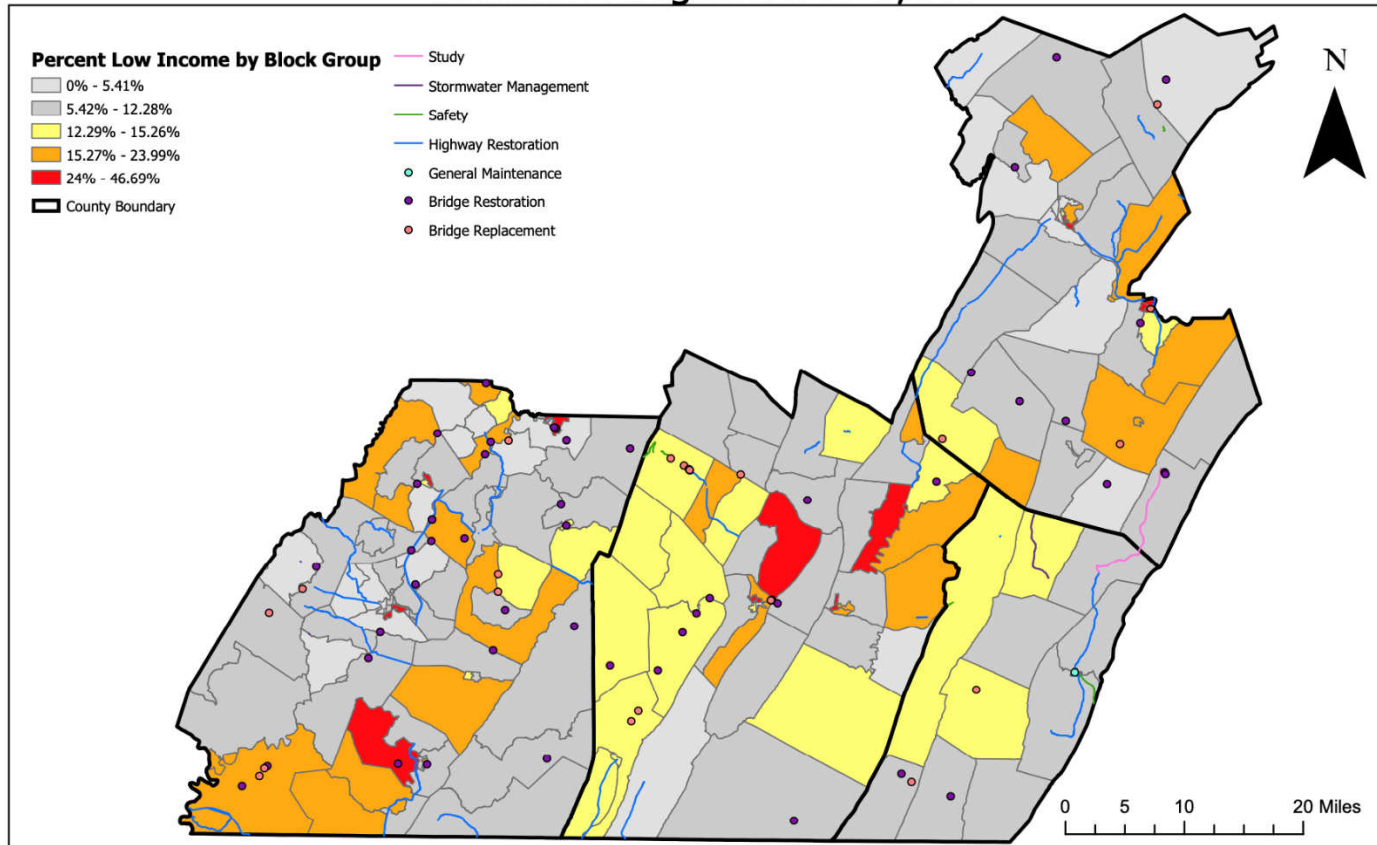 Percent Low Income by Block Group
0% - 5.41%
5.42% - 12.28%
12.29% - 15.26%
15.27% - 23.99%
24% - 46.69%
County Boundary
Study
Stormwater Management
Safety
Highway Restoration
General Maintenance
Bridge Restoration
Bridge Replacement
N
0 5 10 20 Miles